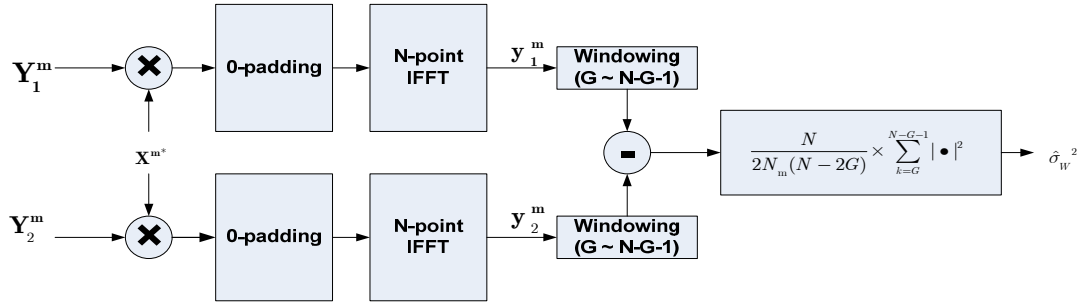 Y₁ᵐ
0-padding
N-point
IFFT
y₁ᵐ
Windowing
(G ~ N-G-1)
Xᵐ*
-
N / 2Nₘ(N − 2G) × ∑_{k=G}^{N−G−1} | • |²
σ̂_W²
Y₂ᵐ
0-padding
N-point
IFFT
y₂ᵐ
Windowing
(G ~ N-G-1)